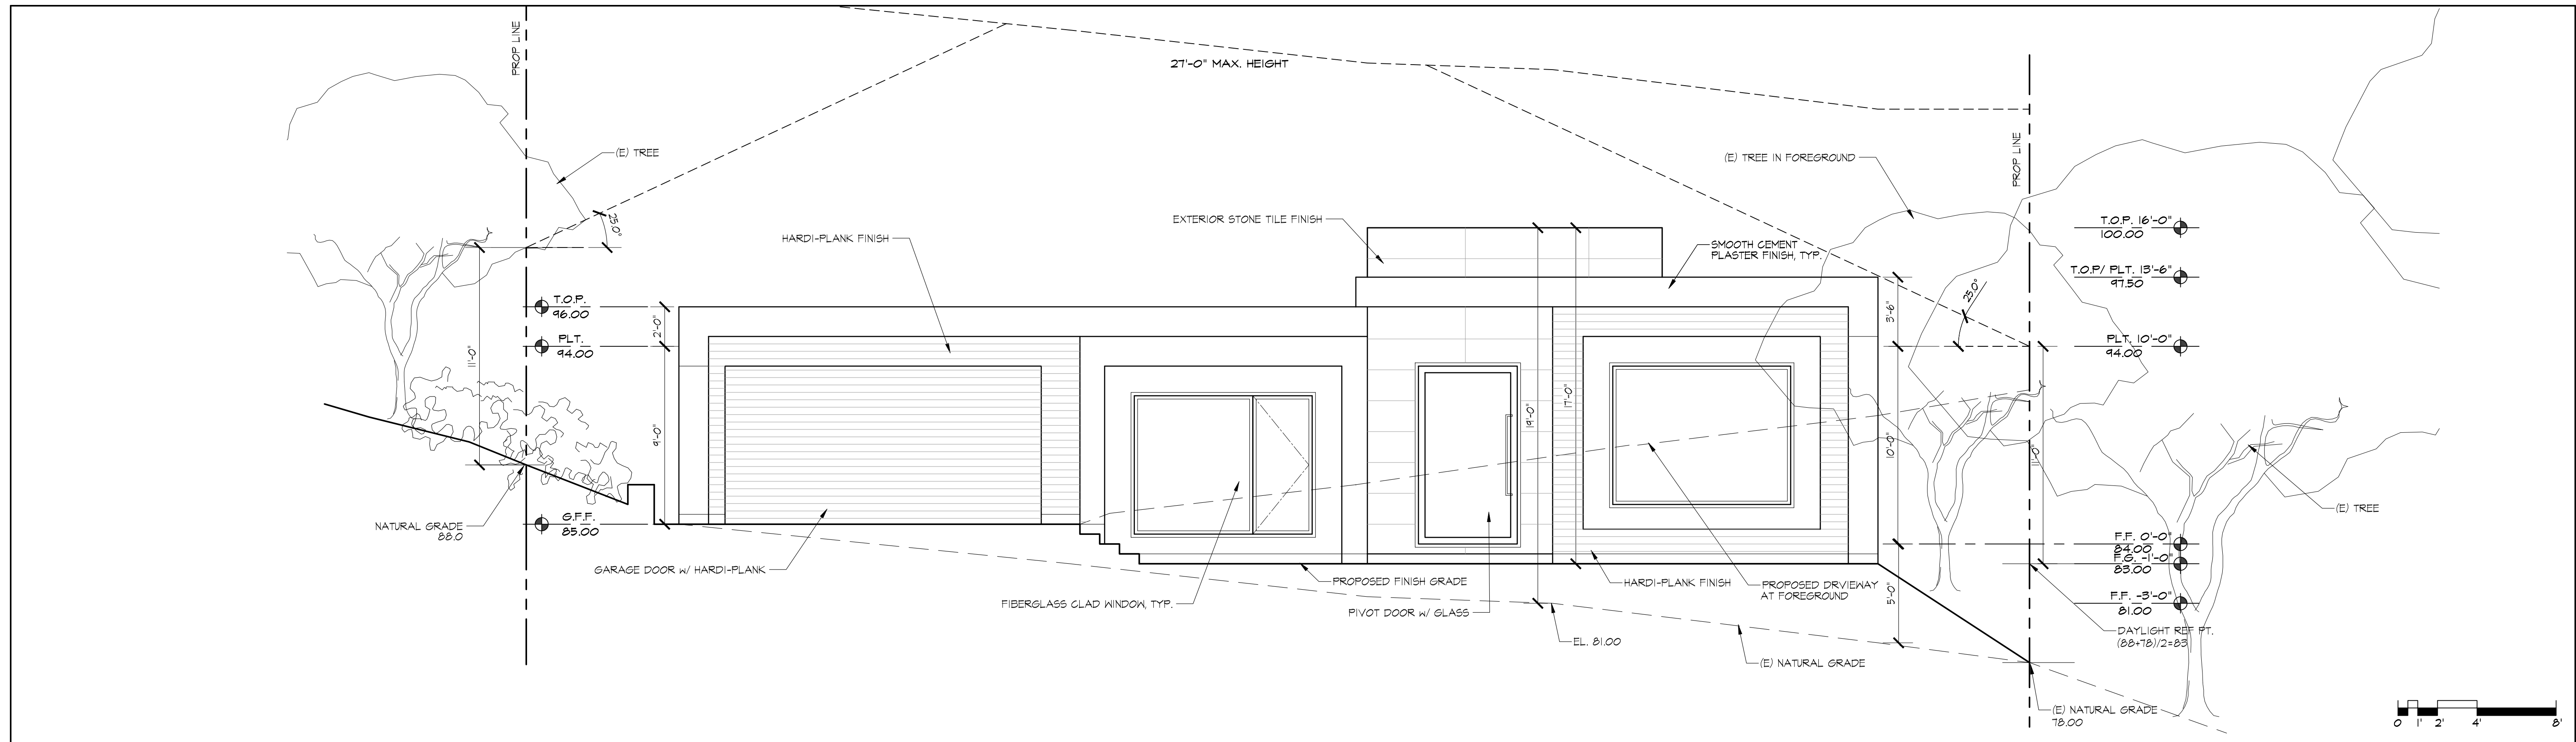 PROP LINE
27'-0" MAX. HEIGHT
(E) TREE
25.0°
HARDI-PLANK FINISH
EXTERIOR STONE TILE FINISH
(E) TREE IN FOREGROUND
PROP LINE
SMOOTH CEMENT
PLASTER FINISH, TYP.
T.O.P. 16'-0"
100.00
T.O.P./ PLT. 13'-6"
97.50
25.0°
3'-6"
PLT. 10'-0"
94.00
T.O.P.
96.00
2'-0"
PLT.
94.00
11'-0"
9'-0"
19'-0"
17'-0"
10'-0"
11'-0"
NATURAL GRADE
88.0
G.F.F.
85.00
(E) TREE
F.F. 0'-0"
84.00
F.G. -1'-0"
83.00
GARAGE DOOR W/ HARDI-PLANK
FIBERGLASS CLAD WINDOW, TYP.
PROPOSED FINISH GRADE
PIVOT DOOR W/ GLASS
HARDI-PLANK FINISH
PROPOSED DRVIEWAY
AT FOREGROUND
5'-0"
F.F. -3'-0"
81.00
EL. 81.00
DAYLIGHT REF PT.
(88+78)/2=83
(E) NATURAL GRADE
(E) NATURAL GRADE
78.00
0 1' 2' 4' 8'